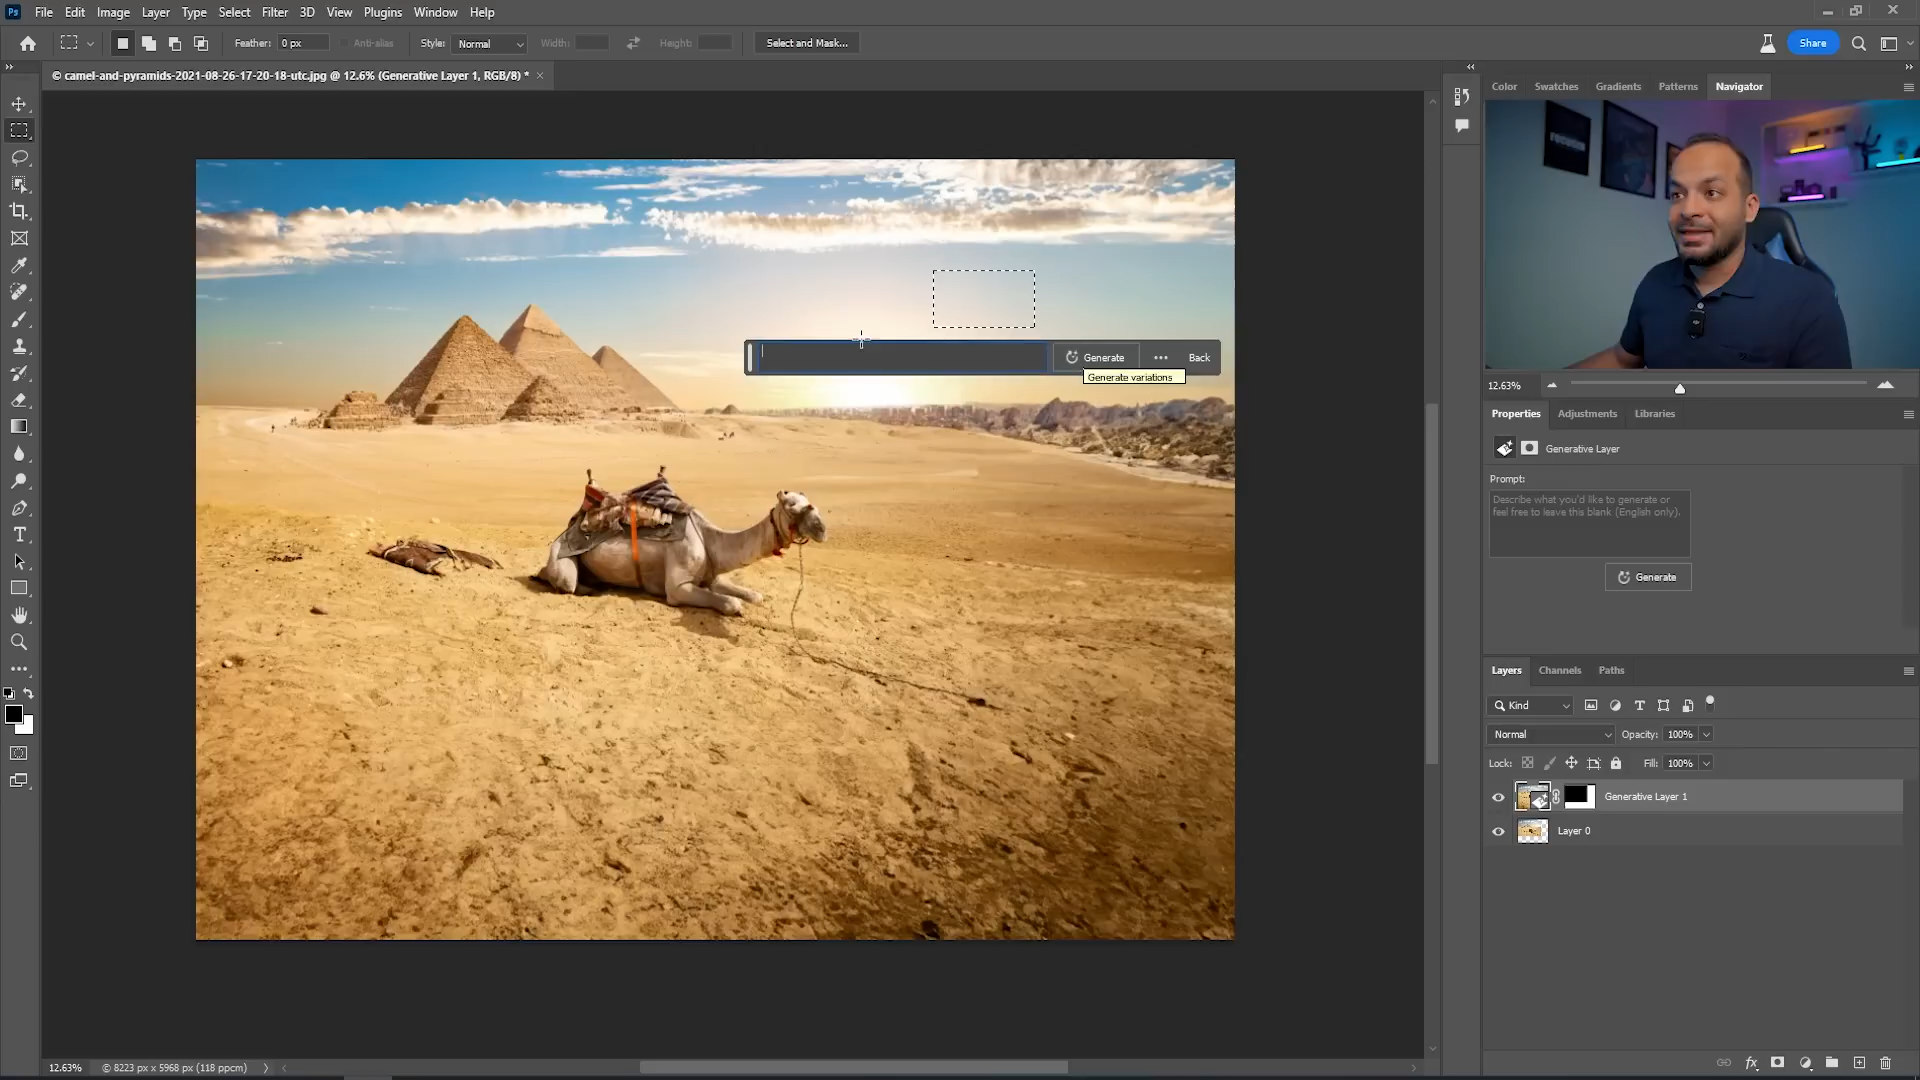 Ps File Edit Image Layer Type Select Filter 3D View Plugins Window Help
Feather: 0 px Anti-alias Style: Normal Width: Height: Select and Mask... Share
© camel-and-pyramids-2021-08-26-17-20-18-utc.jpg @ 12.6% (Generative Layer 1, RGB/8) * ×
Color Swatches Gradients Patterns Navigator
Generate ••• Back
Generate variations
12.63%
Properties Adjustments Libraries
Generative Layer
Prompt:
Describe what you'd like to generate or
feel free to leave this blank (English only).
Generate
Layers Channels Paths
Kind
Normal Opacity: 100%
Lock: Fill: 100%
Generative Layer 1
Layer 0
12.63% © 8223 px x 5968 px (118 ppcm)
fx